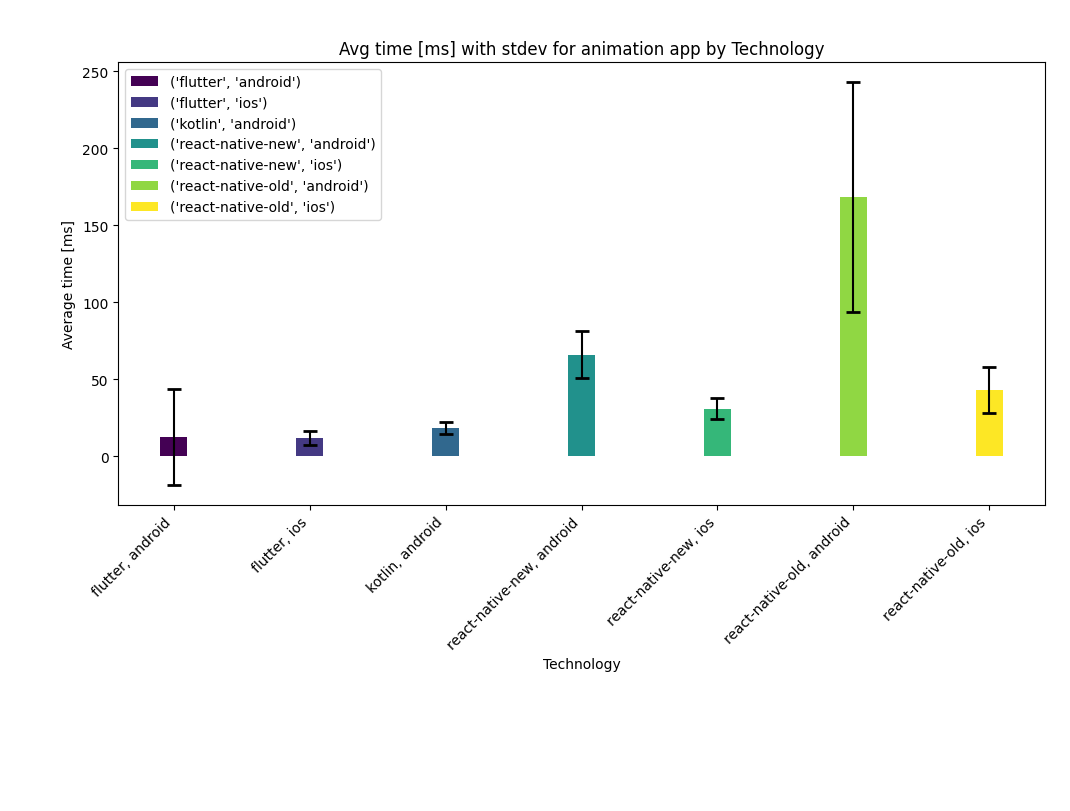 Avg time [ms] with stdev for animation app by Technology
Average time [ms]
250
200
150
100
50
0
('flutter', 'android')
('flutter', 'ios')
('kotlin', 'android')
('react-native-new', 'android')
('react-native-new', 'ios')
('react-native-old', 'android')
('react-native-old', 'ios')
flutter, android
flutter, ios
kotlin, android
react-native-new, android
react-native-new, ios
react-native-old, android
react-native-old, ios
Technology